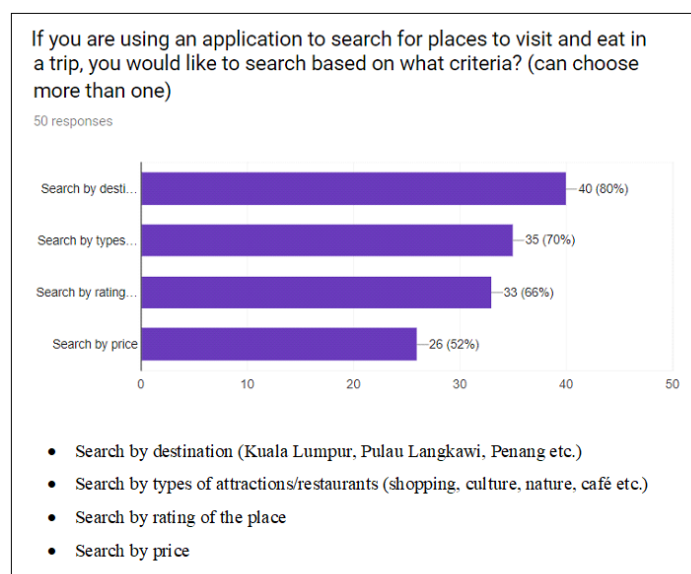 If you are using an application to search for places to visit and eat in
a trip, you would like to search based on what criteria? (can choose
more than one)
50 responses
Search by desti... 40 (80%)
Search by types... 35 (70%)
Search by rating... 33 (66%)
Search by price 26 (52%)
0 10 20 30 40 50
• Search by destination (Kuala Lumpur, Pulau Langkawi, Penang etc.)
• Search by types of attractions/restaurants (shopping, culture, nature, café etc.)
• Search by rating of the place
• Search by price